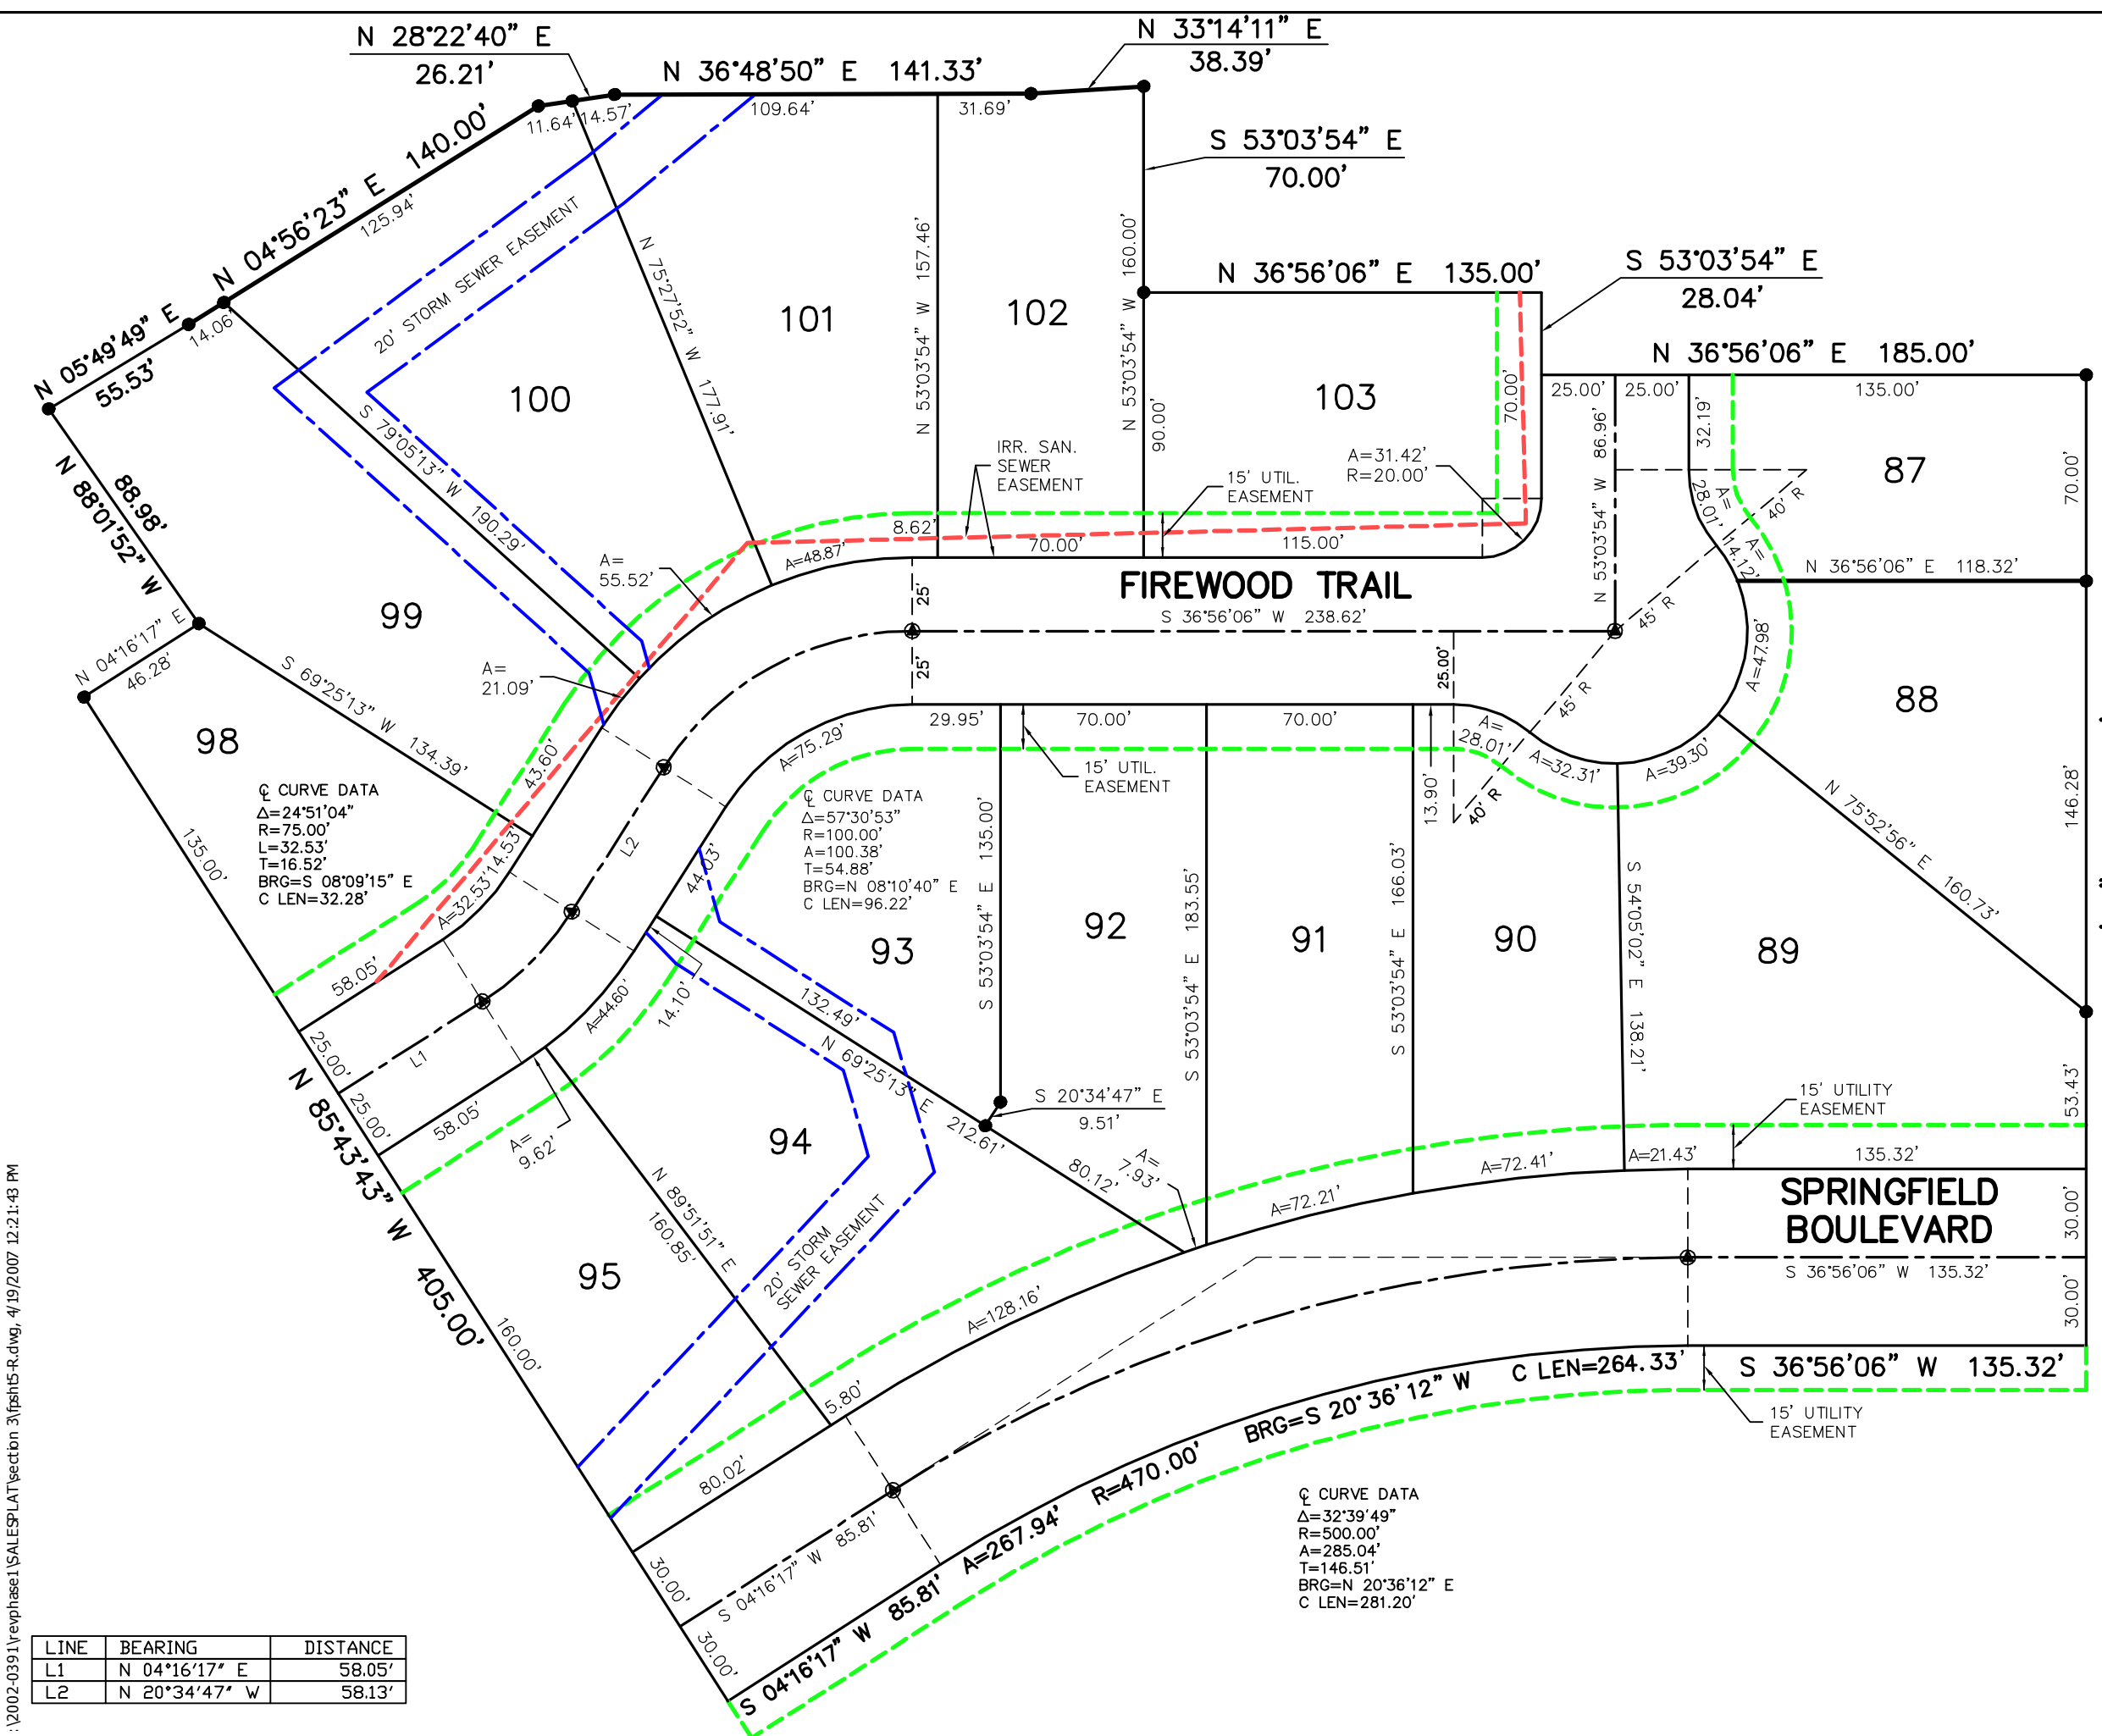 N 28°22'40" E
26.21'
N 36°48'50" E 141.33'
N 33°14'11" E
38.39'
11.64'
14.57'
109.64'
31.69'
N 04°56'23" E 140.00'
125.94'
S 53°03'54" E
70.00'
N 05°49'49" E
55.53'
14.06'
20' STORM SEWER EASEMENT
N 75°27'52" W 177.91'
101
N 53°03'54" W 157.46'
102
N 53°03'54" W 160.00'
90.00'
N 36°56'06" E 135.00'
S 53°03'54" E
28.04'
N 36°56'06" E 185.00'
25.00'
25.00'
135.00'
100
103
70.00'
N 53°03'54" W 86.96'
32.19'
87
70.00'
A=
28.01'
40' R
A=
14.12'
N 36°56'06" E 118.32'
88.98'
N 88°01'52" W
S 79°05'13" W 190.29'
IRR. SAN.
SEWER
EASEMENT
15' UTIL.
EASEMENT
A=31.42'
R=20.00'
8.62'
70.00'
115.00'
A=48.87'
A=
55.52'
FIREWOOD TRAIL
S 36°56'06" W 238.62'
25'
25'
25.00'
45' R
45' R
A=47.98'
99
A=
21.09'
N 04°16'17" E
46.28'
S 69°25'13" W 134.39'
98
43.60'
88
29.95'
70.00'
70.00'
A=
28.01'
A=32.31'
A=39.30'
40' R
13.90'
15' UTIL.
EASEMENT
A=75.29'
℄ CURVE DATA
Δ=24°51'04"
R=75.00'
L=32.53'
T=16.52'
BRG=S 08°09'15" E
C LEN=32.28'
℄ CURVE DATA
Δ=57°30'53"
R=100.00'
A=100.38'
T=54.88'
BRG=N 08°10'40" E
C LEN=96.22'
135.00'
A=32.53'
14.53'
L2
44.03'
S 53°03'54" E 135.00'
S 53°03'54" E 183.55'
S 53°03'54" E 166.03'
S 54°05'02" E 138.21'
N 75°52'56" E 160.73'
146.28'
93
92
91
90
89
58.05'
25.00'
L1
25.00'
58.05'
A=44.60'
14.10'
132.49'
N 69°25'13" E
212.61'
80.12'
S 20°34'47" E
9.51'
A=
9.62'
A=
7.93'
15' UTILITY
EASEMENT
53.43'
A=72.21'
A=72.41'
A=21.43'
135.32'
94
N 89°51'51" E
160.85'
20' STORM
SEWER EASEMENT
95
N 85°43'43" W 405.00'
160.00'
A=128.16'
SPRINGFIELD
BOULEVARD
S 36°56'06" W 135.32'
30.00'
30.00'
5.80'
80.02'
S 36°56'06" W 135.32'
15' UTILITY
EASEMENT
30.00'
30.00'
S 04°16'17" W 85.81'
S 04°16'17" W 85.81' A=267.94' R=470.00' BRG=S 20°36'12" W C LEN=264.33'
℄ CURVE DATA
Δ=32°39'49"
R=500.00'
A=285.04'
T=146.51'
BRG=N 20°36'12" E
C LEN=281.20'
LINE BEARING DISTANCE
L1 N 04°16'17" E 58.05'
L2 N 20°34'47" W 58.13'
:\2002-0391\revphase1\SALESPLAT\section 3\fpsht5-R.dwg, 4/19/2007 12:21:43 PM